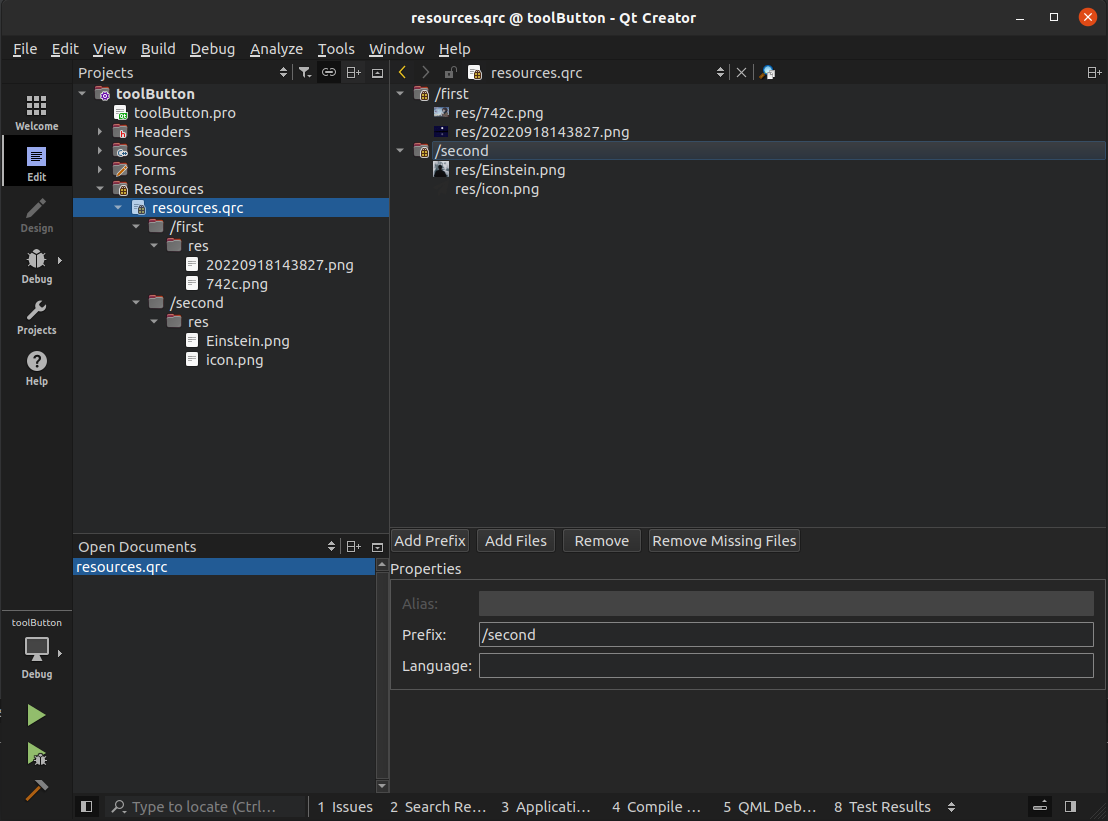 resources.qrc @ toolButton - Qt Creator
File Edit View Build Debug Analyze Tools Window Help
Projects
resources.qrc
Welcome
Edit
Design
Debug
Projects
Help
toolButton
toolButton.pro
Headers
Sources
Forms
Resources
resources.qrc
/first
res
20220918143827.png
742c.png
/second
res
Einstein.png
icon.png
/first
res/742c.png
res/20220918143827.png
/second
res/Einstein.png
res/icon.png
Open Documents
resources.qrc
Add Prefix Add Files Remove Remove Missing Files
Properties
Alias:
Prefix: /second
Language:
toolButton
Debug
Type to locate (Ctrl... 1 Issues 2 Search Re... 3 Applicati... 4 Compile ... 5 QML Deb... 8 Test Results